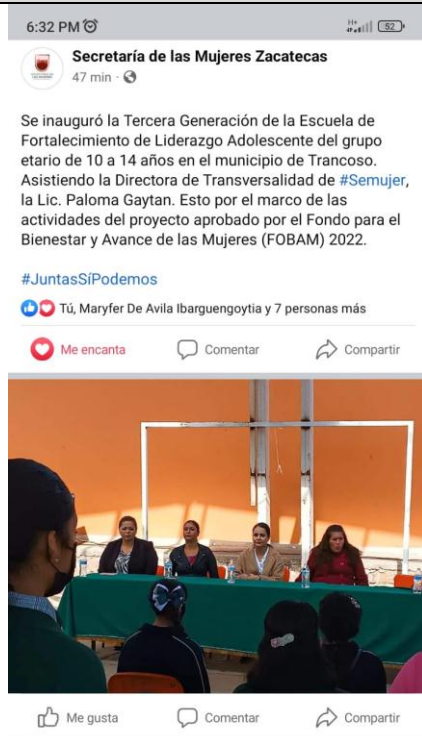 6:32 PM
52
Secretaría de las Mujeres Zacatecas
47 min ·
Se inauguró la Tercera Generación de la Escuela de
Fortalecimiento de Liderazgo Adolescente del grupo
etario de 10 a 14 años en el municipio de Trancoso.
Asistiendo la Directora de Transversalidad de #Semujer,
la Lic. Paloma Gaytan. Esto por el marco de las
actividades del proyecto aprobado por el Fondo para el
Bienestar y Avance de las Mujeres (FOBAM) 2022.
#JuntasSíPodemos
Tú, Maryfer De Avila Ibarguengoytia y 7 personas más
Me encanta Comentar Compartir
Me gusta Comentar Compartir